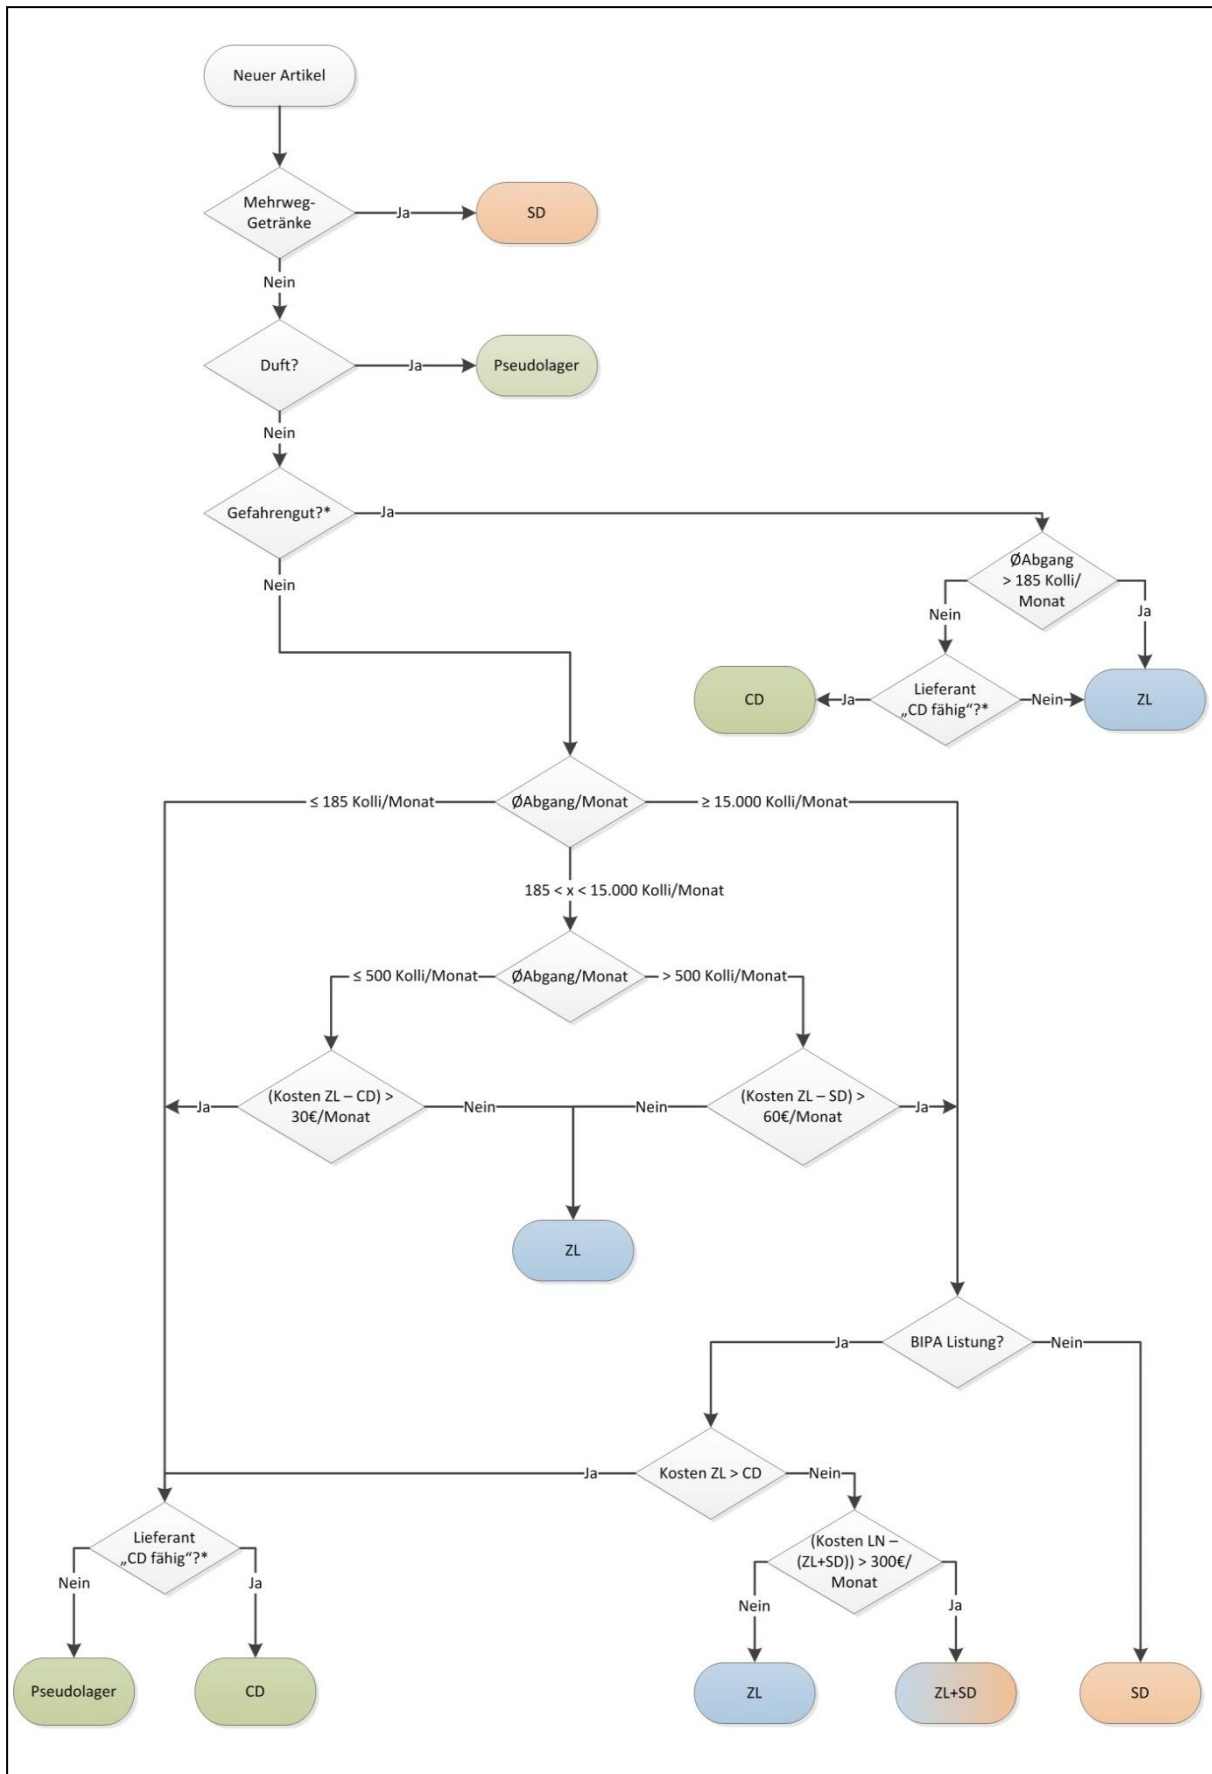 Neuer Artikel
Mehrweg-
Getränke
Ja
SD
Nein
Duft?
Ja
Pseudolager
Nein
Gefahrengut?*
Ja
Nein
ØAbgang
> 185 Kolli/
Monat
Nein
Ja
Lieferant
„CD fähig“?*
Ja
CD
Nein
ZL
≤ 185 Kolli/Monat
ØAbgang/Monat
≥ 15.000 Kolli/Monat
185 < x < 15.000 Kolli/Monat
≤ 500 Kolli/Monat
ØAbgang/Monat
> 500 Kolli/Monat
Ja
(Kosten ZL – CD) >
30€/Monat
Nein
Nein
(Kosten ZL – SD) >
60€/Monat
Ja
ZL
Ja
BIPA Listung?
Nein
Ja
Kosten ZL > CD
Nein
Lieferant
„CD fähig“?*
Nein
Ja
(Kosten LN –
(ZL+SD)) > 300€/
Monat
Nein
Ja
Pseudolager
CD
ZL
ZL+SD
SD